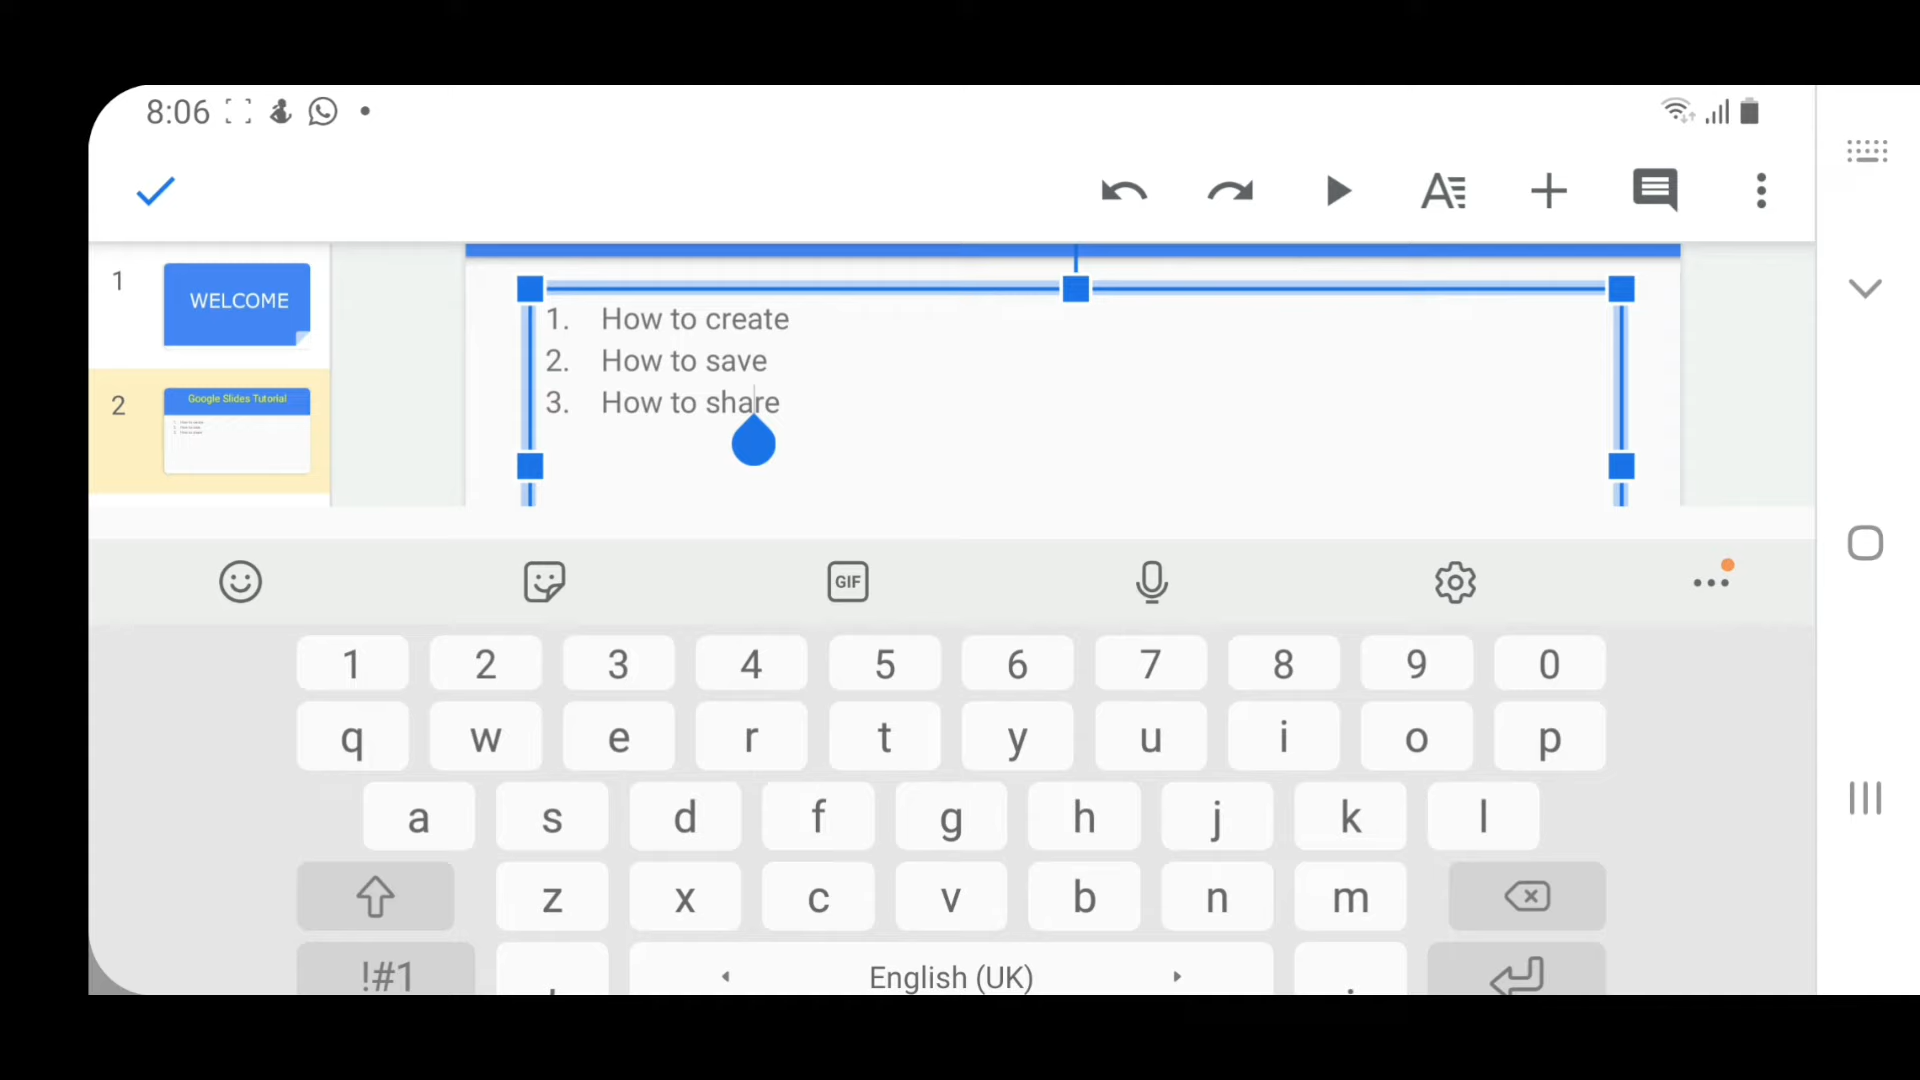 8:06
1
WELCOME
2
Google Slides Tutorial
1. How to create
2. How to save
3. How to share
GIF
1 2 3 4 5 6 7 8 9 0
q w e r t y u i o p
a s d f g h j k l
z x c v b n m
!#1 , English (UK) .